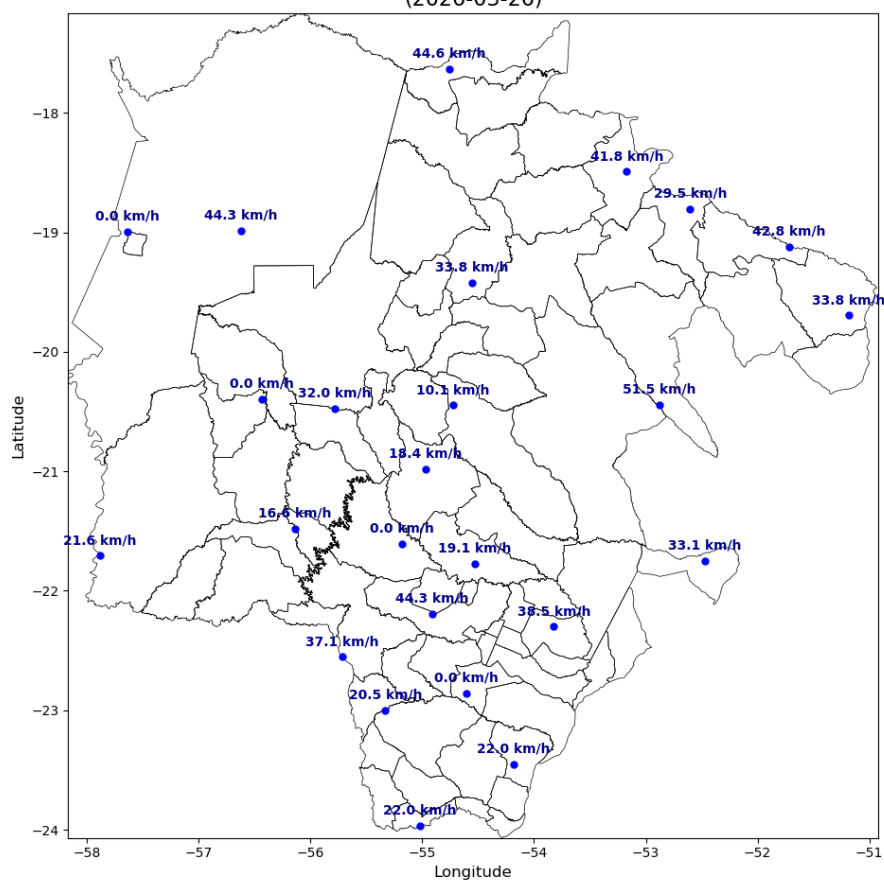 (2026-03-26)
44.6 km/h
−18
41.8 km/h
29.5 km/h
0.0 km/h
44.3 km/h
−19
42.8 km/h
33.8 km/h
33.8 km/h
−20
0.0 km/h
32.0 km/h
10.1 km/h
51.5 km/h
Latitude
−21
18.4 km/h
16.6 km/h
0.0 km/h
21.6 km/h
19.1 km/h
33.1 km/h
−22
44.3 km/h
38.5 km/h
37.1 km/h
0.0 km/h
20.5 km/h
−23
22.0 km/h
22.0 km/h
−24
−58 −57 −56 −55 −54 −53 −52 −51
Longitude